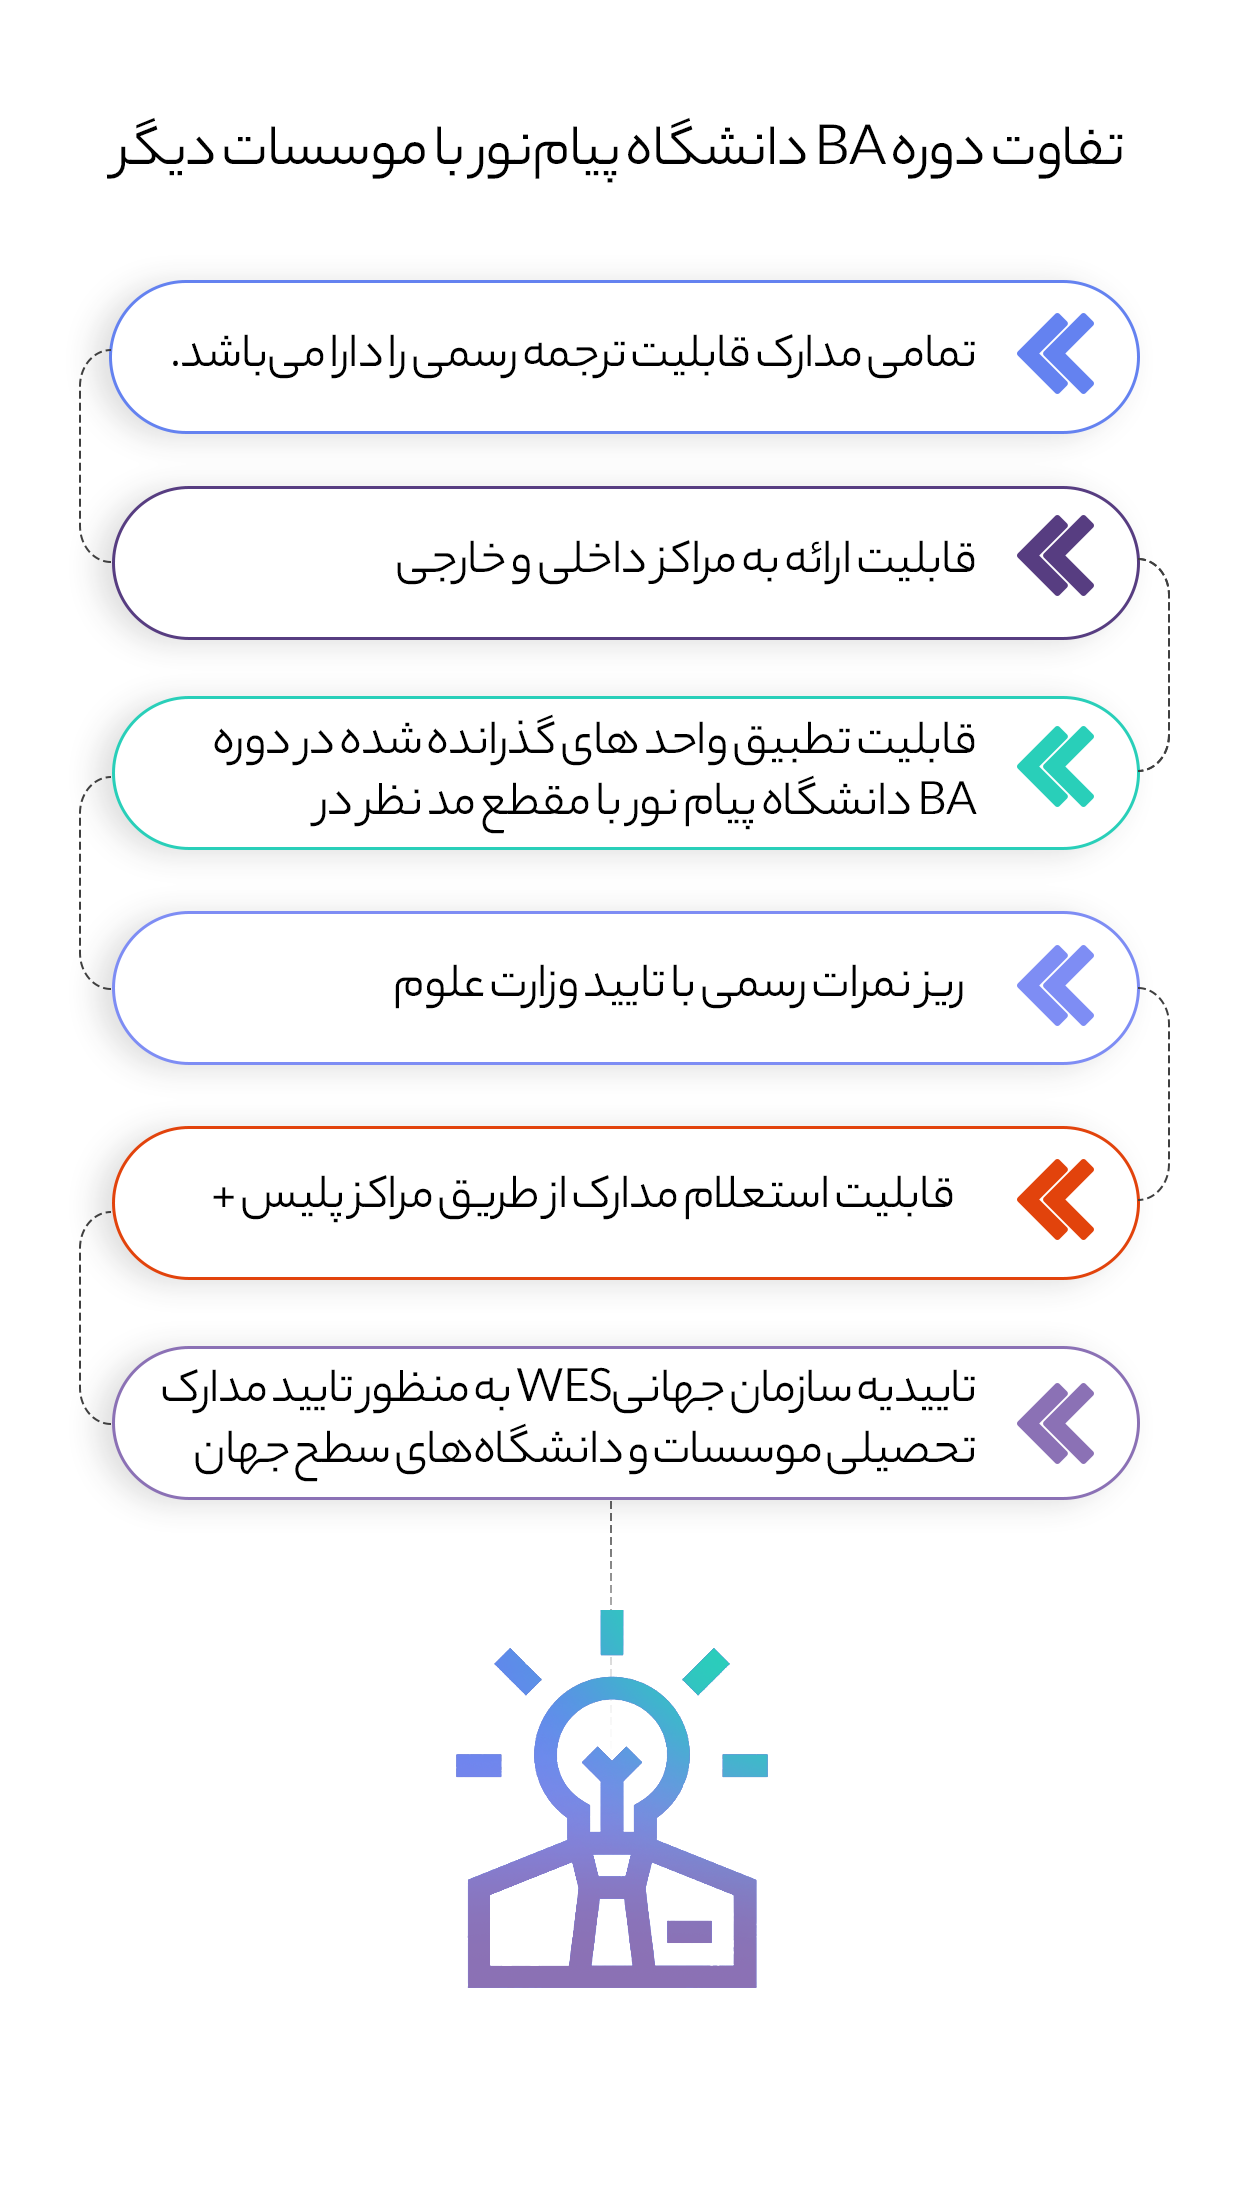 تفاوت دوره BA دانشگاه پیام‌نور با موسسات دیگر
تمامی مدارک قابلیت ترجمه رسمی را دارا می‌باشد.
قابلیت ارائه به مراکز داخلی و خارجی
قابلیت تطبیق واحد های گذرانده شده در دوره
BA دانشگاه پیام نور با مقطع مد نظر در
ریز نمرات رسمی با تایید وزارت علوم
قابلیت استعلام مدارک از طریق مراکز پلیس +
تاییدیه سازمان جهانیWES به منظور تایید مدارک
تحصیلی موسسات و دانشگاه‌های سطح جهان